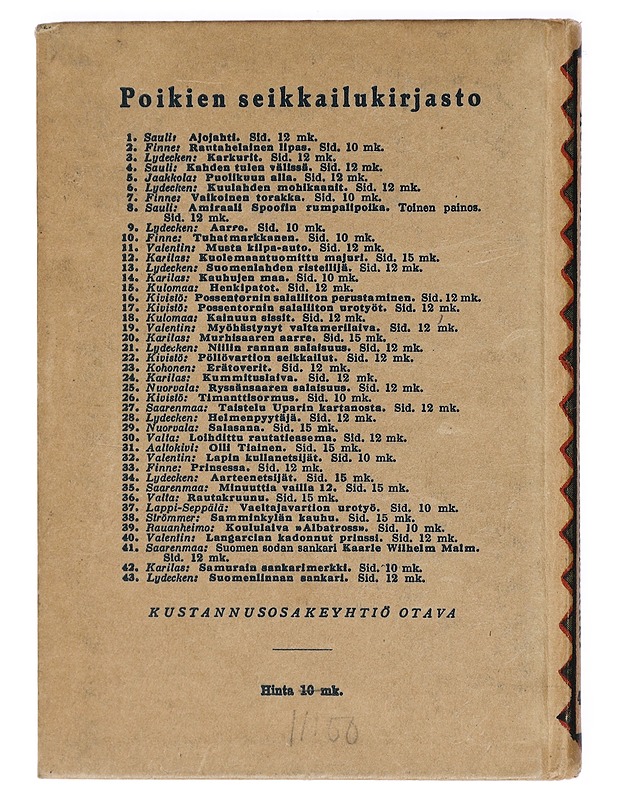 Poikien seikkailukirjasto
1. Sauli: Ajojahti. Sid. 12 mk.
2. Finne: Rautahelainen lipas. Sid. 10 mk.
3. Lydecken: Karkurit. Sid. 12 mk.
4. Sauli: Kahden tulen välissä. Sid. 12 mk.
5. Jaakkola: Puolikuun alla. Sid. 12 mk.
6. Lydecken: Kuulahden mohikaanit. Sid. 12 mk.
7. Finne: Valkoinen torakka. Sid. 10 mk.
8. Sauli: Amiraali Spoofin rumpalipoika. Toinen painos.
Sid. 12 mk.
9. Lydecken: Aarre. Sid. 10 mk.
10. Finne: Tuhatmarkkanen. Sid. 10 mk.
11. Valentin: Musta kilpa-auto. Sid. 12 mk.
12. Karilas: Kuolemaantuomittu majuri. Sid. 15 mk.
13. Lydecken: Suomenlahden risteilijä. Sid. 12 mk.
14. Karilas: Kauhujen maa. Sid. 10 mk.
15. Kulomaa: Henkipatot. Sid. 12 mk.
16. Kivistö: Possentornin salaliiton perustaminen. Sid. 12 mk.
17. Kivistö: Possentornin salaliiton urotyöt. Sid. 12 mk.
18. Kulomaa: Kainuun sissit. Sid. 12 mk.
19. Valentin: Myöhästynyt valtamerilaiva. Sid. 12 mk.
20. Karilas: Murhisaaren aarre. Sid. 15 mk.
21. Lydecken: Niilin rannan salaisuus. Sid. 12 mk.
22. Kivistö: Pöllövartion seikkailut. Sid. 12 mk.
23. Kohonen: Erätoverit. Sid. 12 mk.
24. Karilas: Kummituslaiva. Sid. 12 mk.
25. Nuorvala: Ryssänsaaren salaisuus. Sid. 12 mk.
26. Kivistö: Timanttisormus. Sid. 10 mk.
27. Saarenmaa: Taistelu Uparin kartanosta. Sid. 12 mk.
28. Lydecken: Helmenpyytäjä. Sid. 12 mk.
29. Nuorvala: Salasana. Sid. 15 mk.
30. Valta: Loihdittu rautatieasema. Sid. 12 mk.
31. Aaltokivi: Olli Tiainen. Sid. 15 mk.
32. Valentin: Lapin kullanetsijät. Sid. 10 mk.
33. Finne: Prinsessa. Sid. 12 mk.
34. Lydecken: Aarteenetsijät. Sid. 15 mk.
35. Saarenmaa: Minuuttia vailla 12. Sid. 15 mk.
36. Valta: Rautakruunu. Sid. 15 mk.
37. Lappi-Seppälä: Vaeltajavartion urotyö. Sid. 10 mk.
38. Strömmer: Samminkylän kauhu. Sid. 15 mk.
39. Rauanheimo: Koululaiva »Albatross». Sid. 10 mk.
40. Valentin: Langarcian kadonnut prinssi. Sid. 12 mk.
41. Saarenmaa: Suomen sodan sankari Kaarle Wilhelm Malm.
Sid. 12 mk.
42. Karilas: Samurain sankarimerkki. Sid. 10 mk.
43. Lydecken: Suomenlinnan sankari. Sid. 12 mk.
KUSTANNUSOSAKEYHTIÖ OTAVA
Hinta 10 mk.
11:50